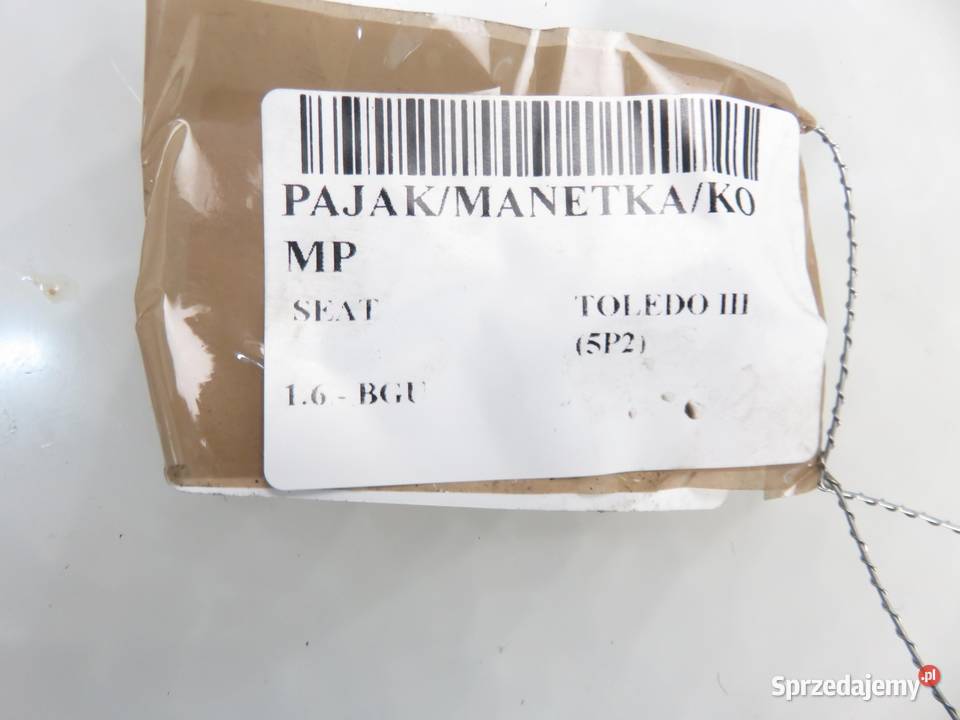 PAJAK/MANETKA/KO
MP
SEAT TOLEDO III
(5P2)
1.6.- BGU
Sprzedajemy.pl